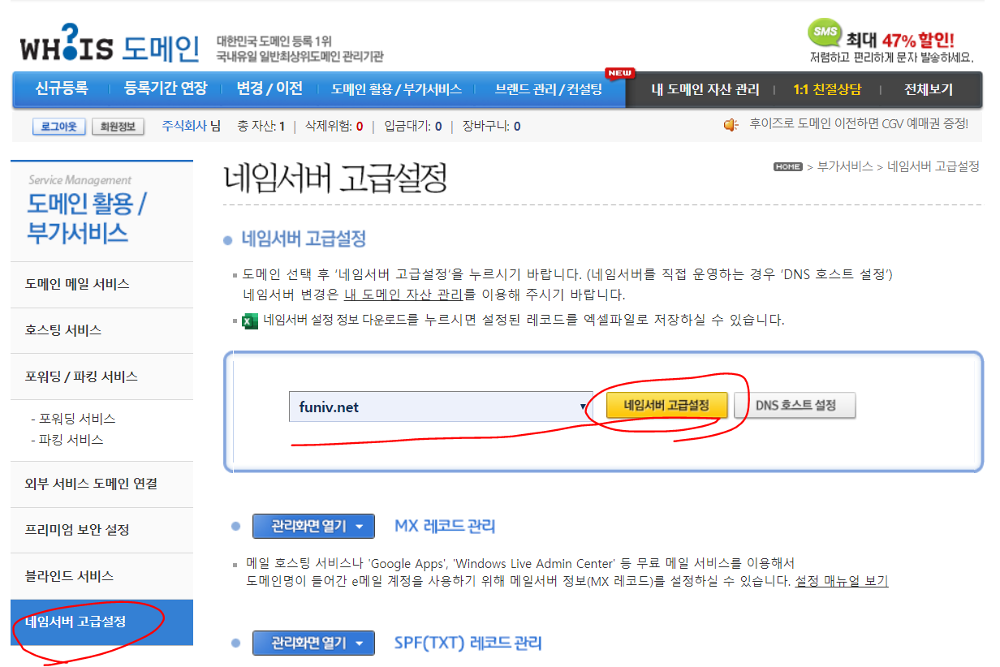 WHOIS 도메인
대한민국 도메인 등록 1위
국내유일 일반최상위도메인 관리기관
SMS
최대 47% 할인!
저렴하고 편리하게 문자 발송하세요.
신규등록
등록기간 연장
변경 / 이전
도메인 활용 / 부가서비스
브랜드 관리 / 컨설팅
NEW
내 도메인 자산 관리
1:1 친절상담
전체보기
로그아웃
회원정보
주식회사 님
총 자산: 1 | 삭제위험: 0 | 입금대기: 0 | 장바구니: 0
후이즈로 도메인 이전하면 CGV 예매권 증정!
Service Management
도메인 활용 /
부가서비스
도메인 메일 서비스
호스팅 서비스
포워딩 / 파킹 서비스
- 포워딩 서비스
- 파킹 서비스
외부 서비스 도메인 연결
프리미엄 보안 설정
블라인드 서비스
네임서버 고급설정
네임서버 고급설정
HOME > 부가서비스 > 네임서버 고급설정
네임서버 고급설정
도메인 선택 후 ‘네임서버 고급설정’을 누르시기 바랍니다. (네임서버를 직접 운영하는 경우 ‘DNS 호스트 설정’)
네임서버 변경은 내 도메인 자산 관리를 이용해 주시기 바랍니다.
네임서버 설정 정보 다운로드를 누르시면 설정된 레코드를 엑셀파일로 저장하실 수 있습니다.
funiv.net
네임서버 고급설정
DNS 호스트 설정
관리화면 열기
MX 레코드 관리
메일 호스팅 서비스나 'Google Apps', 'Windows Live Admin Center' 등 무료 메일 서비스를 이용해서
도메인명이 들어간 e메일 계정을 사용하기 위해 메일서버 정보(MX 레코드)를 설정하실 수 있습니다. 설정 매뉴얼 보기
관리화면 열기
SPF(TXT) 레코드 관리